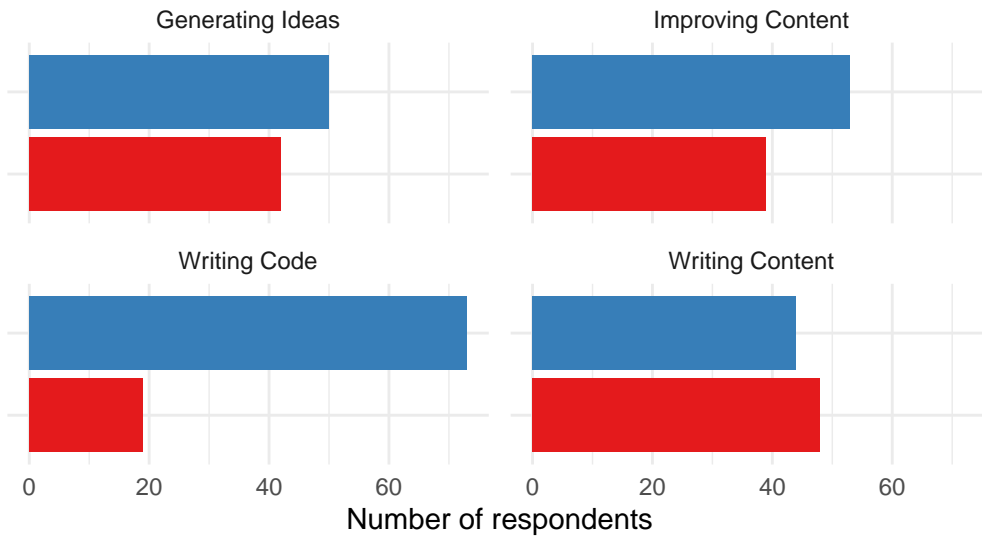 Generating Ideas
Improving Content
Writing Code
Writing Content
0 20 40 60
0 20 40 60
Number of respondents